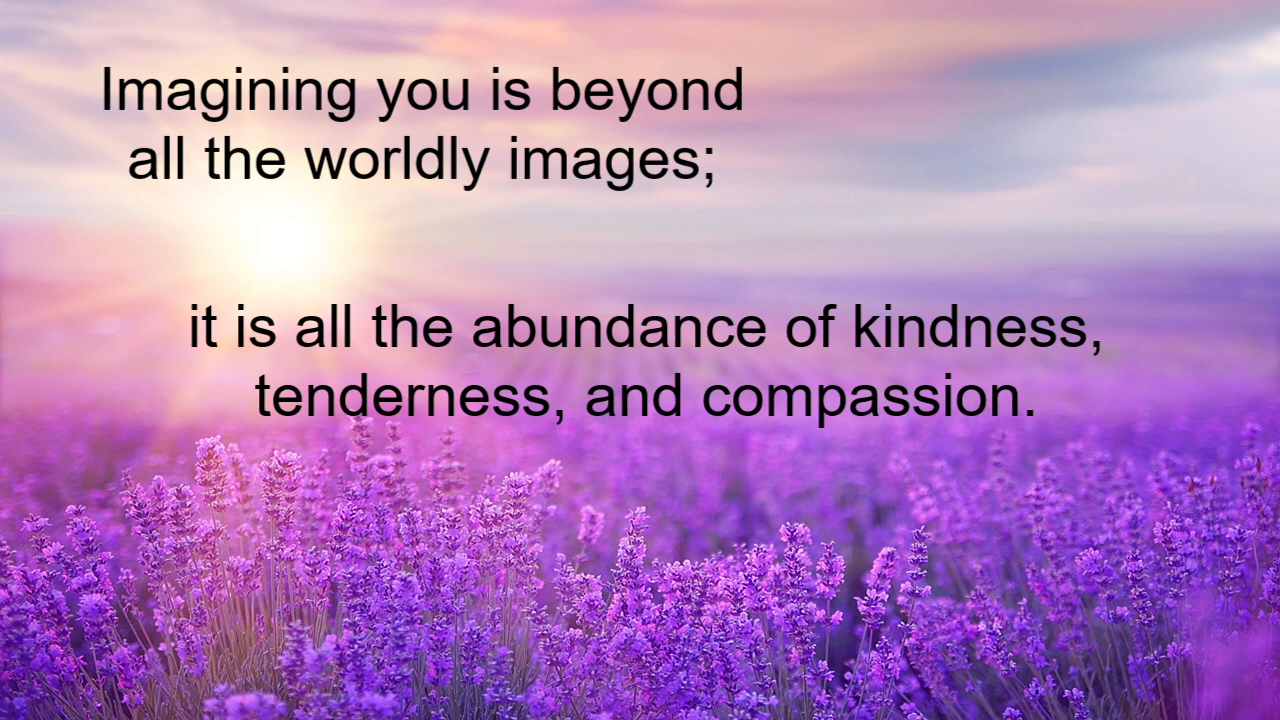 Imagining you is beyond
all the worldly images;
it is all the abundance of kindness,
tenderness, and compassion.